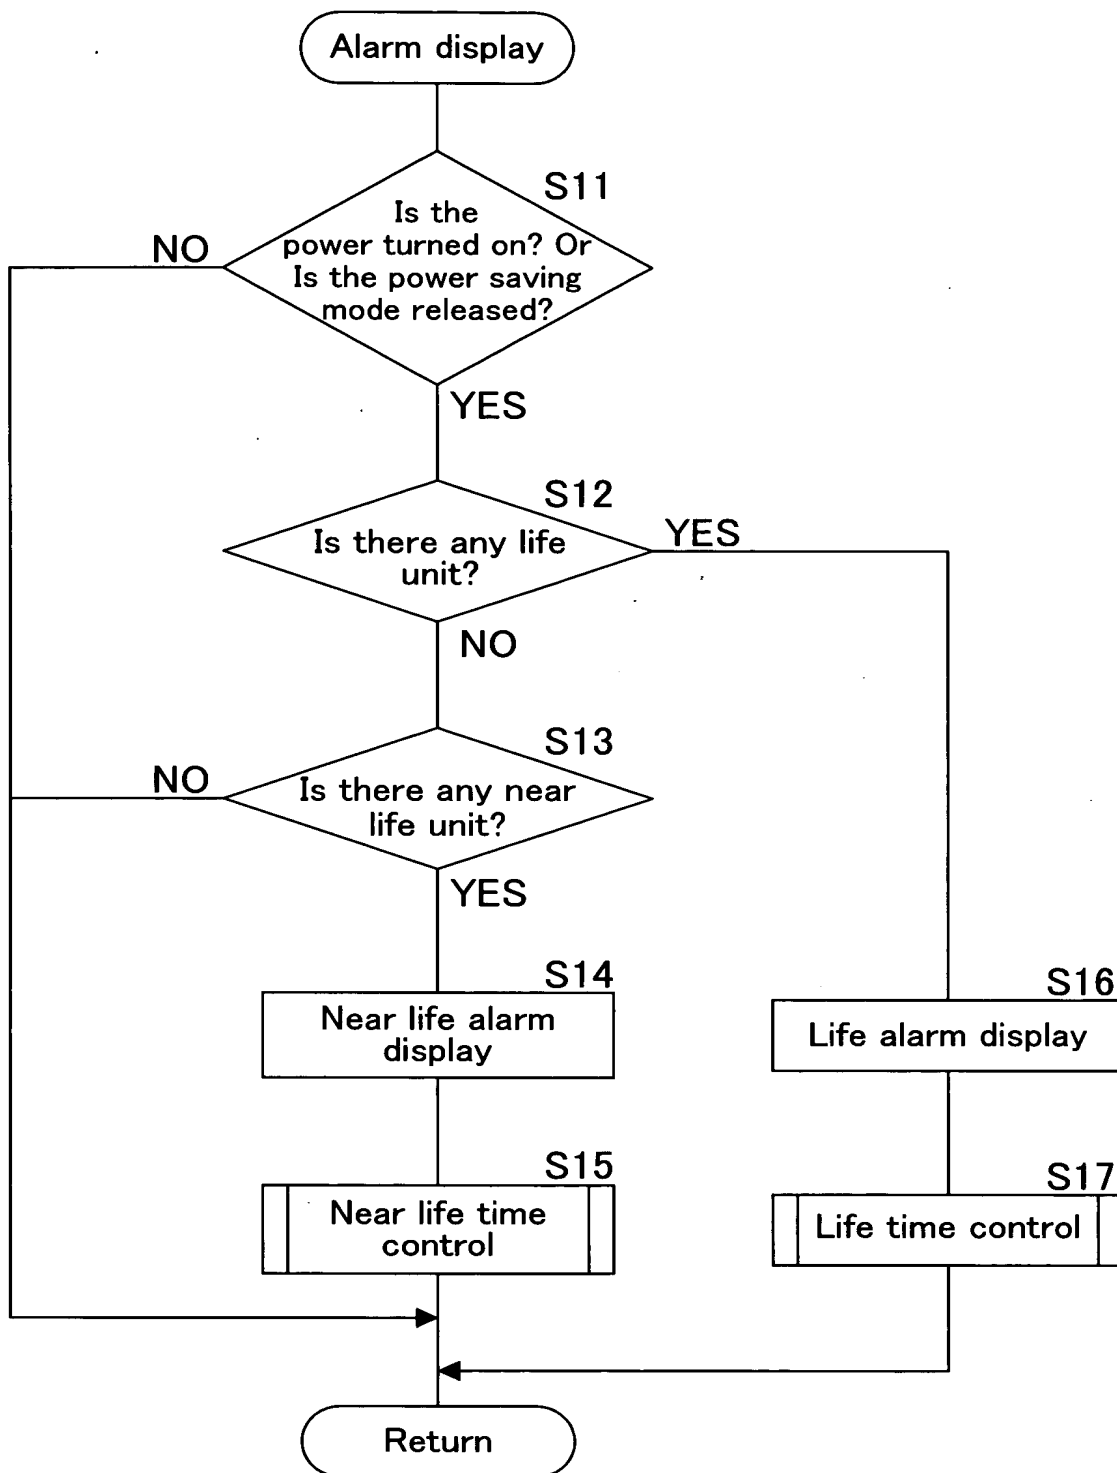 Alarm display
S11
Is the
power turned on? Or
Is the power saving
mode released?
NO
YES
S12
Is there any life
unit?
YES
NO
S13
Is there any near
life unit?
NO
YES
S14
Near life alarm
display
S16
Life alarm display
S15
Near life time
control
S17
Life time control
Return